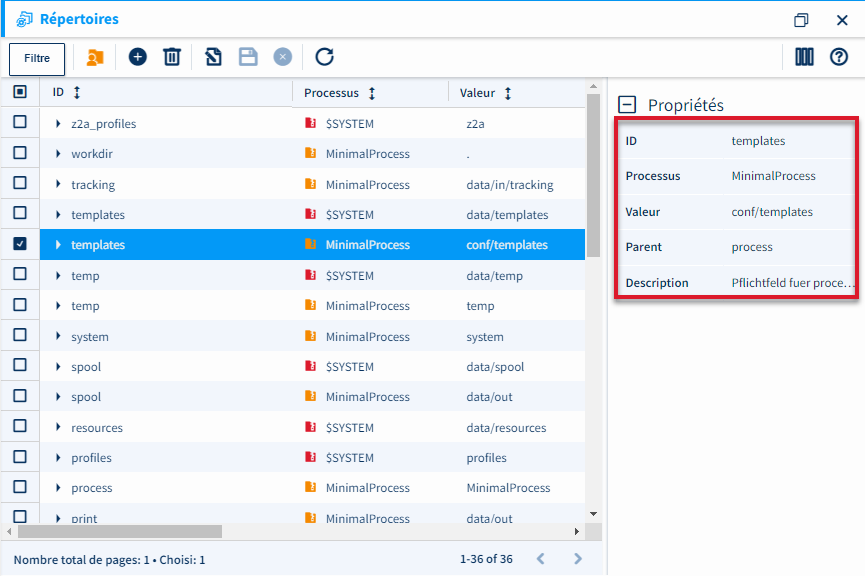 Répertoires
Filtre
ID Processus Valeur
z2a_profiles $SYSTEM z2a
workdir MinimalProcess .
tracking MinimalProcess data/in/tracking
templates $SYSTEM data/templates
templates MinimalProcess conf/templates
temp $SYSTEM data/temp
temp MinimalProcess temp
system MinimalProcess system
spool $SYSTEM data/spool
spool MinimalProcess data/out
resources $SYSTEM data/resources
profiles $SYSTEM profiles
process MinimalProcess MinimalProcess
print MinimalProcess data/out
Nombre total de pages: 1 • Choisi: 1 1-36 of 36
Propriétés
ID templates
Processus MinimalProcess
Valeur conf/templates
Parent process
Description Pflichtfeld fuer proce...